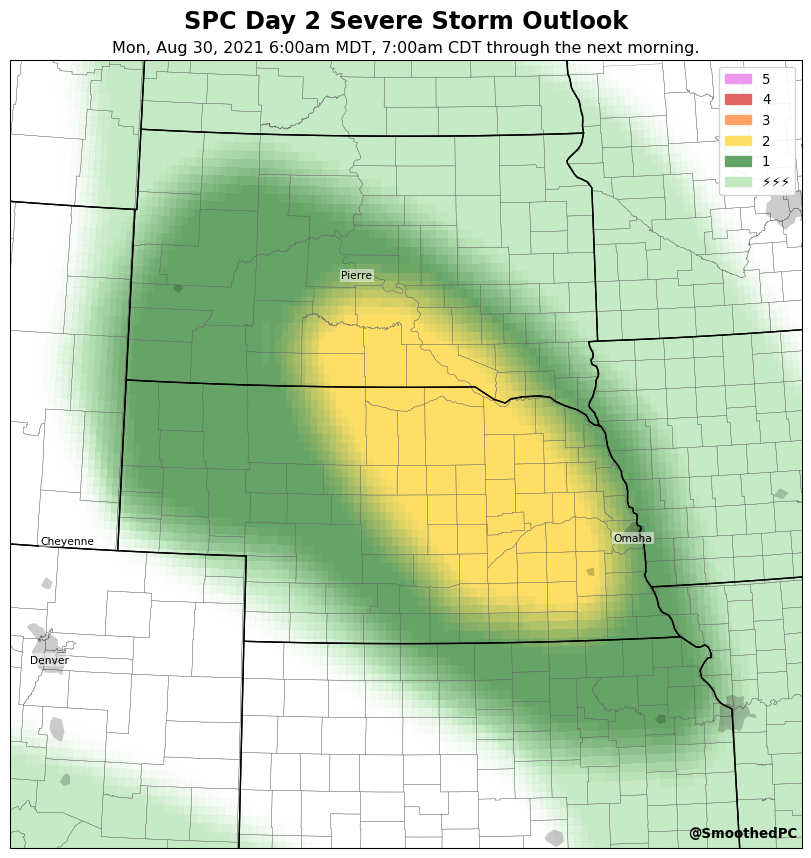 SPC Day 2 Severe Storm Outlook
Mon, Aug 30, 2021 6:00am MDT, 7:00am CDT through the next morning.
5
4
3
2
1
⚡⚡⚡
Pierre
Omaha
Cheyenne
Denver
@SmoothedPC